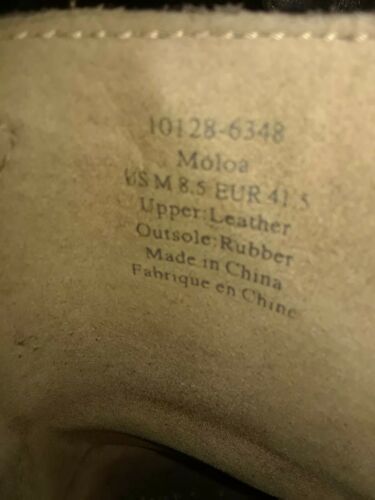 10128-6348
Moloa
US M 8.5 EUR 41.5
Upper:Leather
Outsole:Rubber
Made in China
Fabrique en Chine